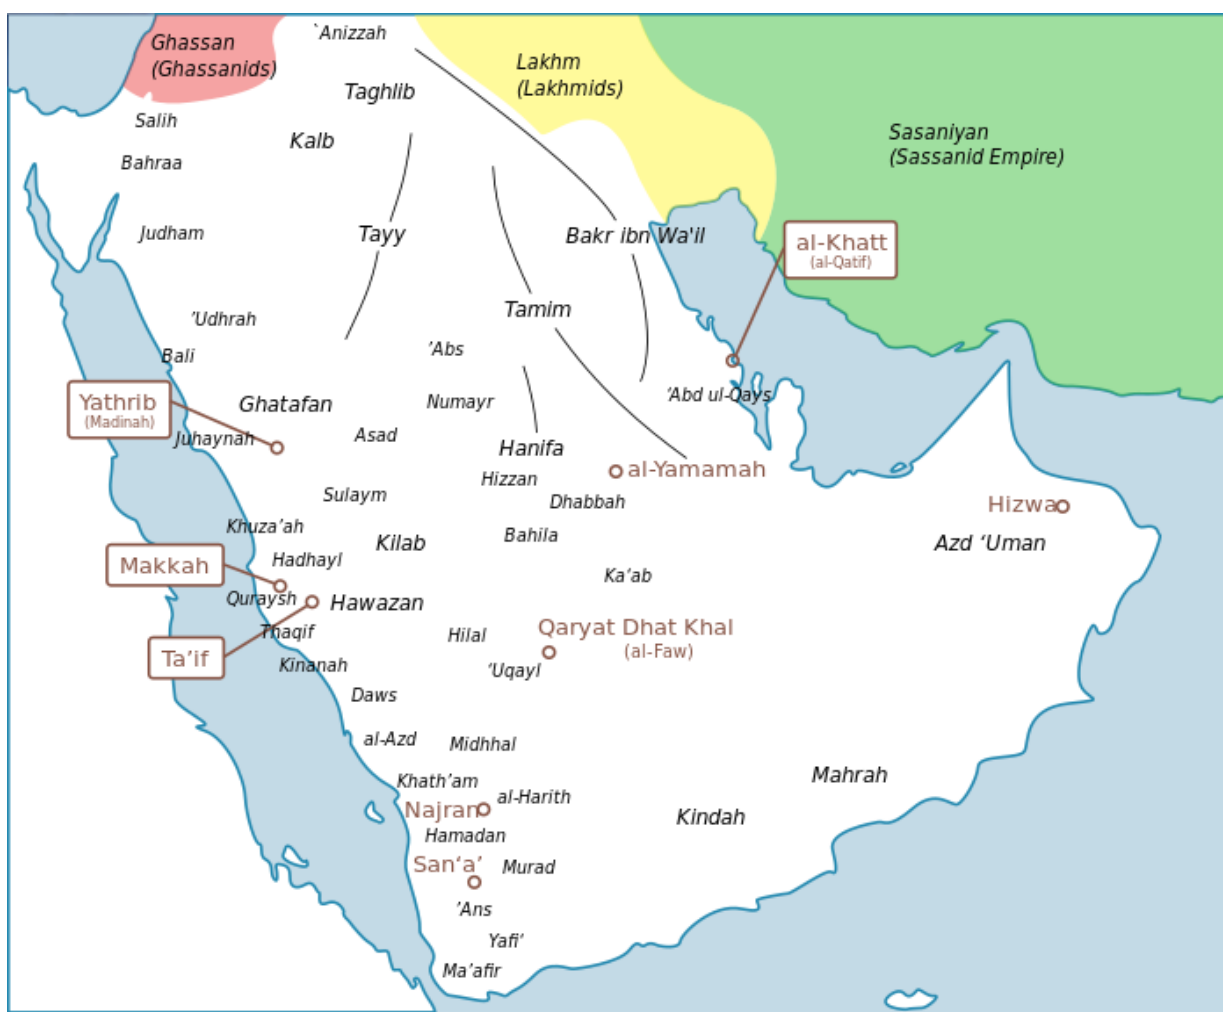 `Anizzah
Ghassan
(Ghassanids)
Lakhm
(Lakhmids)
Taghlib
Salih
Kalb
Sasaniyan
(Sassanid Empire)
Bahraa
Judham
Tayy
Bakr ibn Wa'il
al-Khatt
(al-Qatif)
Tamim
’Udhrah
’Abs
Bali
‘Abd ul-Qays
Yathrib
(Madinah)
Ghatafan
Numayr
Juhaynah
Asad
Hanifa
al-Yamamah
Hizzan
Sulaym
Dhabbah
Hizwa
Khuza’ah
Kilab
Bahila
Azd ‘Uman
Hadhayl
Makkah
Ka’ab
Quraysh
Hawazan
Thaqif
Hilal
Qaryat Dhat Khal
(al-Faw)
Ta’if
Kinanah
’Uqayl
Daws
al-Azd
Midhhal
Khath’am
Mahrah
al-Harith
Najran
Kindah
Hamadan
San‘a’
Murad
’Ans
Yafi’
Ma’afir